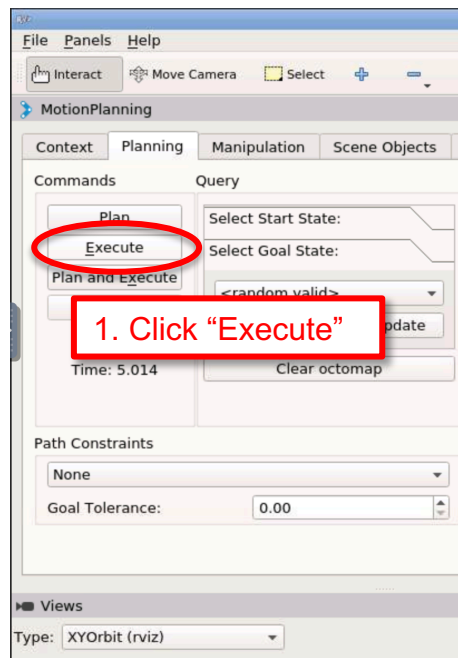 File Panels Help
Interact Move Camera Select
MotionPlanning
Context Planning Manipulation Scene Objects
Commands Query
Plan Select Start State:
Execute Select Goal State:
Plan and Execute
<random valid>
1. Click “Execute”
pdate
Time: 5.014 Clear octomap
Path Constraints
None
Goal Tolerance: 0.00
Views
Type: XYOrbit (rviz)